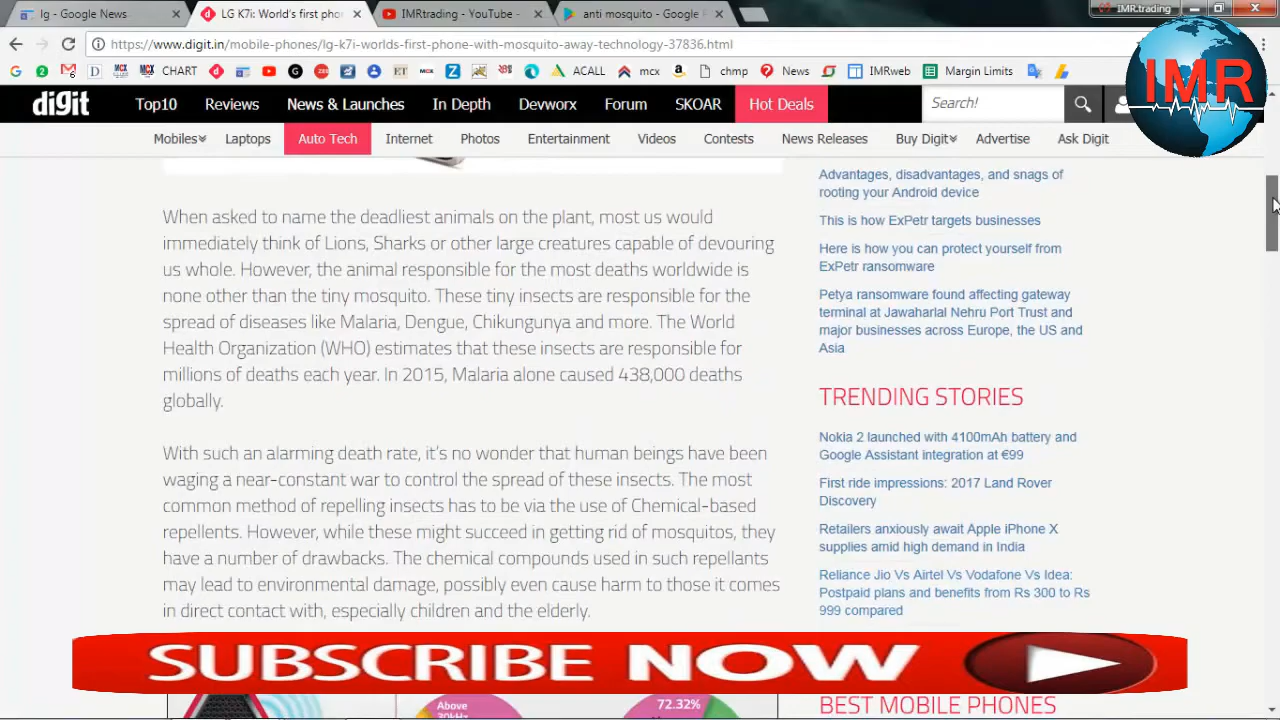 lg - Google News
LG K7i: World's first pho
IMRtrading - YouTube -
anti mosquito - Google P
IMR.trading
https://www.digit.in/mobile-phones/lg-k7i-worlds-first-phone-with-mosquito-away-technology-37836.html
CHART
ACALL
mcx
chmp
News
IMRweb
Margin Limits
IMR
digit
Top10
Reviews
News & Launches
In Depth
Devworx
Forum
SKOAR
Hot Deals
Search!
Mobiles
Laptops
Auto Tech
Internet
Photos
Entertainment
Videos
Contests
News Releases
Buy Digit
Advertise
Ask Digit
When asked to name the deadliest animals on the plant, most us would
immediately think of Lions, Sharks or other large creatures capable of devouring
us whole. However, the animal responsible for the most deaths worldwide is
none other than the tiny mosquito. These tiny insects are responsible for the
spread of diseases like Malaria, Dengue, Chikungunya and more. The World
Health Organization (WHO) estimates that these insects are responsible for
millions of deaths each year. In 2015, Malaria alone caused 438,000 deaths
globally.
With such an alarming death rate, it's no wonder that human beings have been
waging a near-constant war to control the spread of these insects. The most
common method of repelling insects has to be via the use of Chemical-based
repellents. However, while these might succeed in getting rid of mosquitos, they
have a number of drawbacks. The chemical compounds used in such repellants
may lead to environmental damage, possibly even cause harm to those it comes
in direct contact with, especially children and the elderly.
Advantages, disadvantages, and snags of
rooting your Android device
This is how ExPetr targets businesses
Here is how you can protect yourself from
ExPetr ransomware
Petya ransomware found affecting gateway
terminal at Jawaharlal Nehru Port Trust and
major businesses across Europe, the US and
Asia
TRENDING STORIES
Nokia 2 launched with 4100mAh battery and
Google Assistant integration at €99
First ride impressions: 2017 Land Rover
Discovery
Retailers anxiously await Apple iPhone X
supplies amid high demand in India
Reliance Jio Vs Airtel Vs Vodafone Vs Idea:
Postpaid plans and benefits from Rs 300 to Rs
999 compared
SUBSCRIBE NOW
Above
30kHz
72.32%
BEST MOBILE PHONES